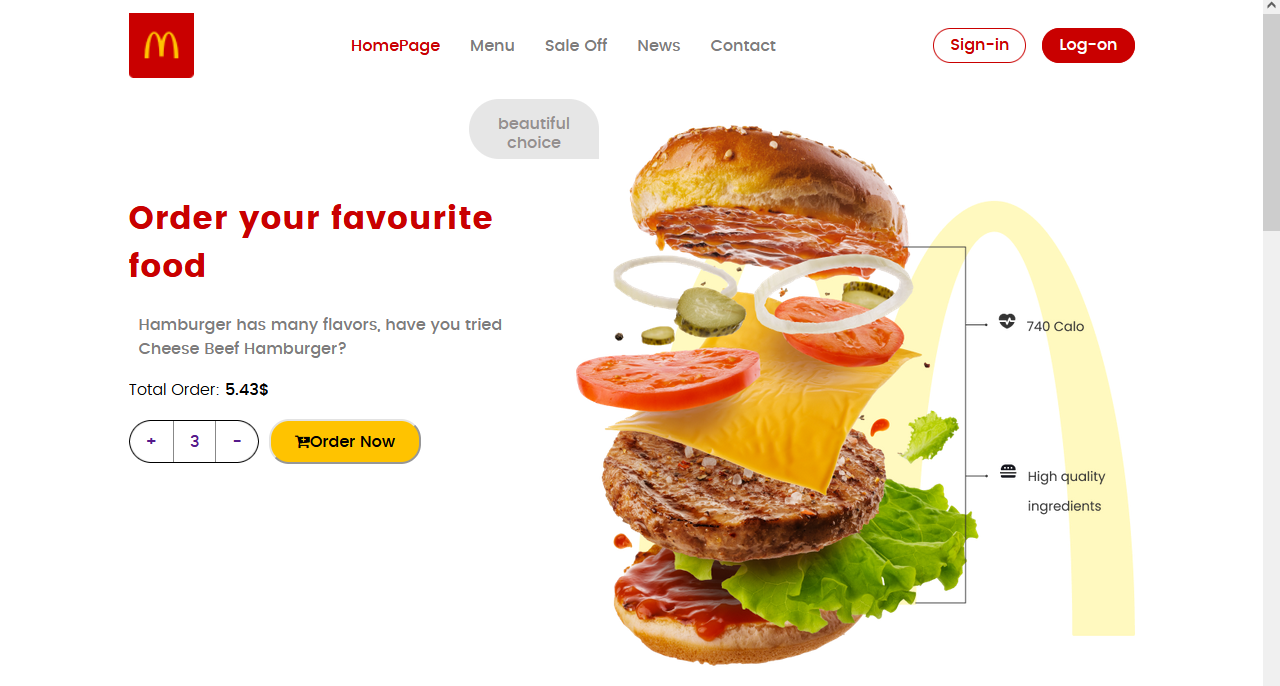 HomePage
Menu
Sale Off
News
Contact
Sign-in
Log-on
beautiful
choice
Order your favourite
food
Hamburger has many flavors, have you tried
Cheese Beef Hamburger?
Total Order: 5.43$
+ 3 -
Order Now
740 Calo
High quality
ingredients